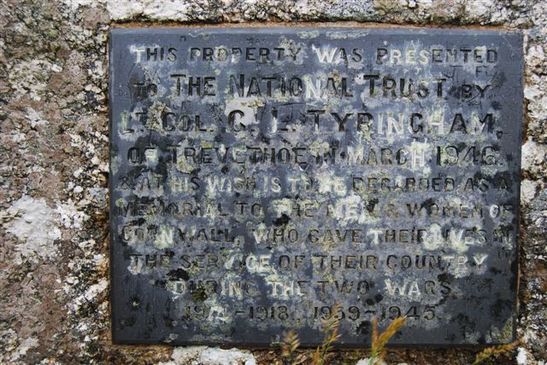 THIS PROPERTY WAS PRESENTED
TO THE NATIONAL TRUST BY
LT. COL. C. L. TYRINGHAM,
OF TREVETHOE IN MARCH 1946.
& AT HIS WISH IS TO BE REGARDED AS A
MEMORIAL TO THE MEN & WOMEN OF
CORNWALL, WHO GAVE THEIR LIVES IN
THE SERVICE OF THEIR COUNTRY
DURING THE TWO WARS
1914-1918, 1939-1945